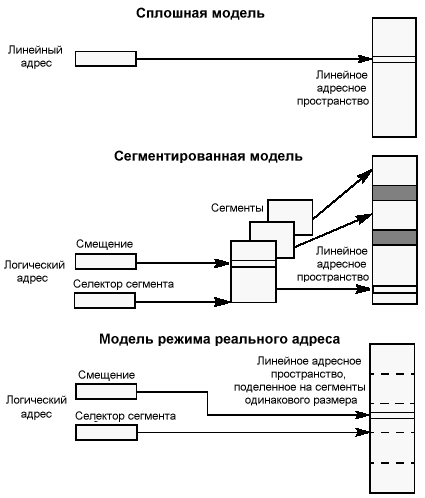 Сплошная модель
Линейный
адрес
Линейное
адресное
пространство
Сегментированная модель
Сегменты
Смещение
Логический
адрес
Селектор сегмента
Линейное
адресное
пространство
Модель режима реального адреса
Линейное адресное
пространство,
поделенное на сегменты
одинакового размера
Смещение
Логический
адрес
Селектор сегмента